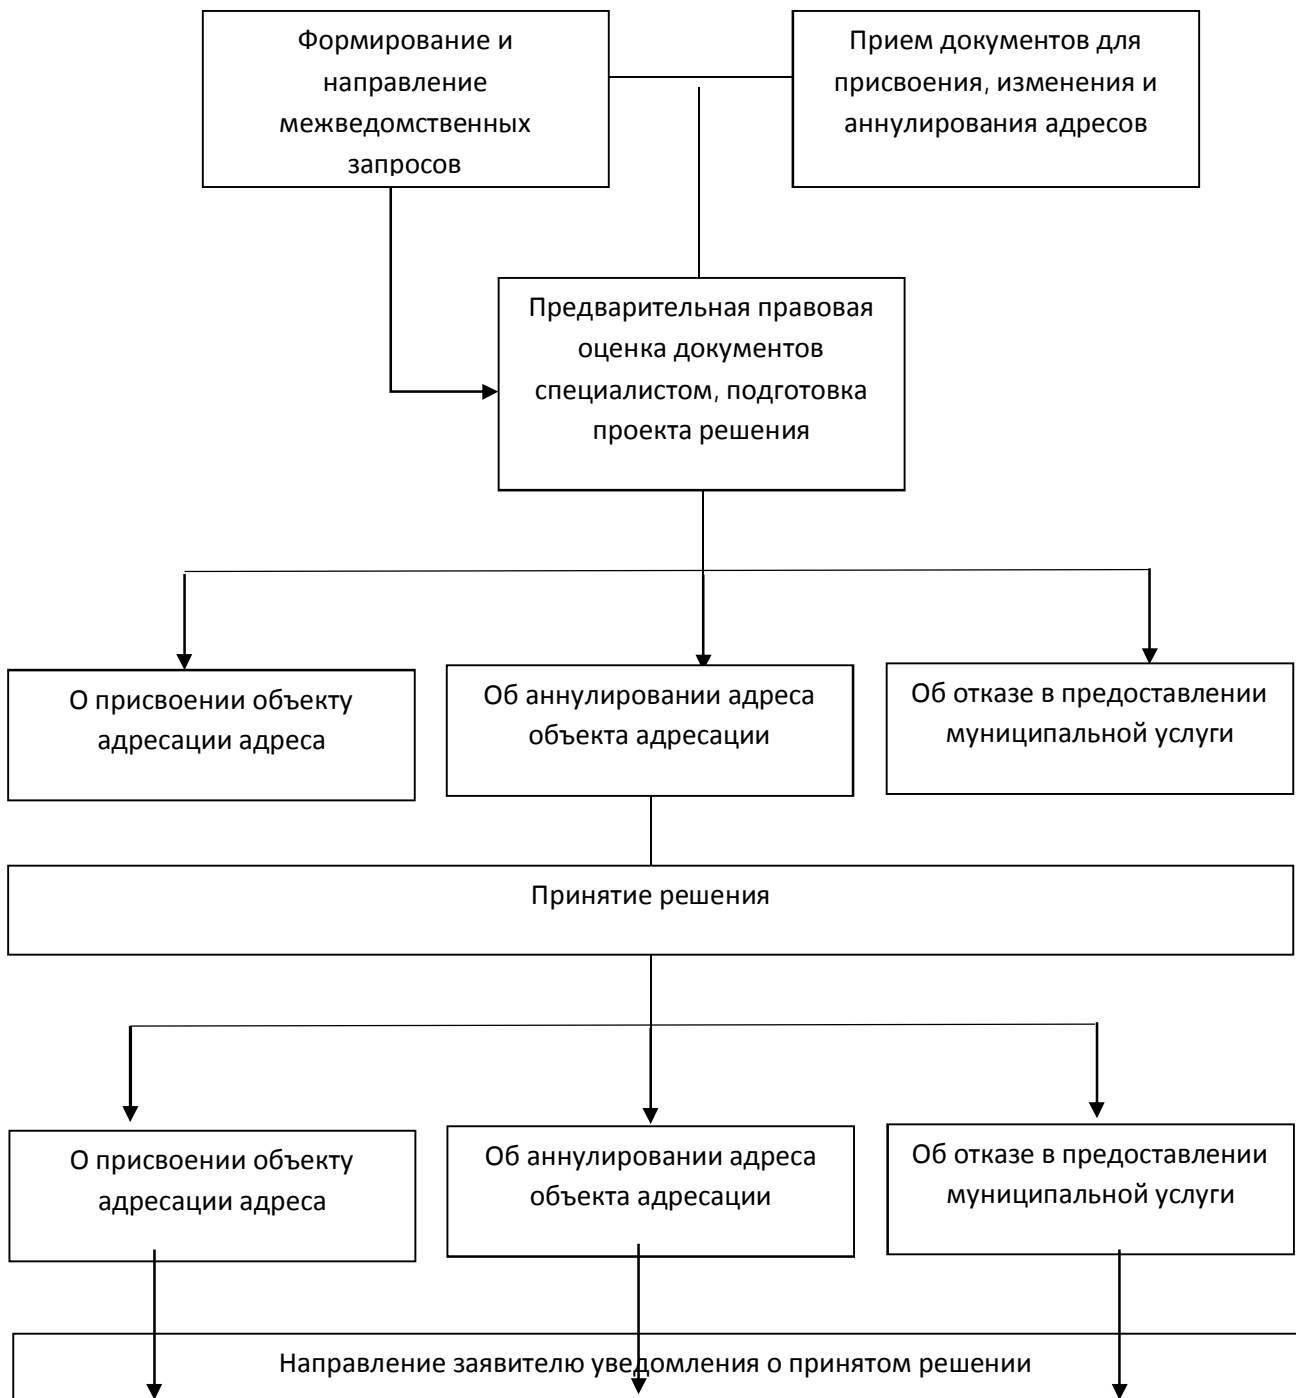 Формирование и
направление
межведомственных
запросов
Прием документов для
присвоения, изменения и
аннулирования адресов
Предварительная правовая
оценка документов
специалистом, подготовка
проекта решения
О присвоении объекту
адресации адреса
Об аннулировании адреса
объекта адресации
Об отказе в предоставлении
муниципальной услуги
Принятие решения
О присвоении объекту
адресации адреса
Об аннулировании адреса
объекта адресации
Об отказе в предоставлении
муниципальной услуги
Направление заявителю уведомления о принятом решении